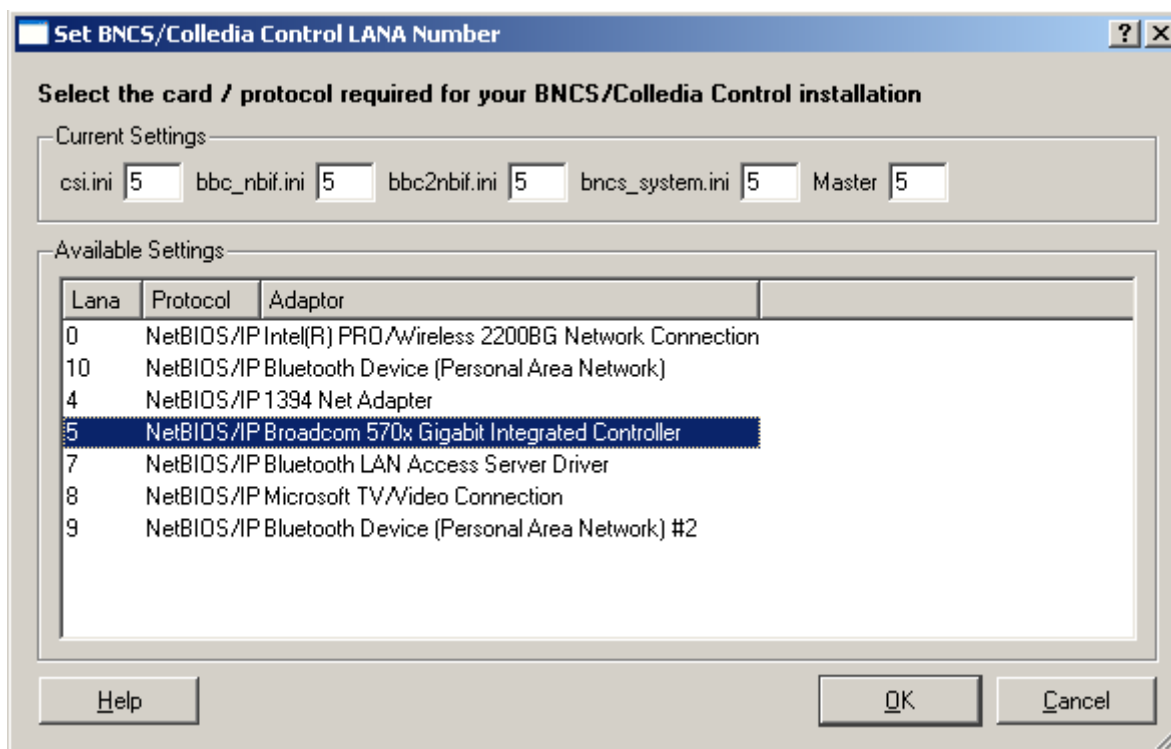 Set BNCS/Colledia Control LANA Number
Select the card / protocol required for your BNCS/Colledia Control installation
Current Settings
csi.ini 5 bbc_nbif.ini 5 bbc2nbif.ini 5 bncs_system.ini 5 Master 5
Available Settings
Lana Protocol Adaptor
0 NetBIOS/IP Intel(R) PRO/Wireless 2200BG Network Connection
10 NetBIOS/IP Bluetooth Device (Personal Area Network)
4 NetBIOS/IP 1394 Net Adapter
5 NetBIOS/IP Broadcom 570x Gigabit Integrated Controller
7 NetBIOS/IP Bluetooth LAN Access Server Driver
8 NetBIOS/IP Microsoft TV/Video Connection
9 NetBIOS/IP Bluetooth Device (Personal Area Network) #2
Help OK Cancel